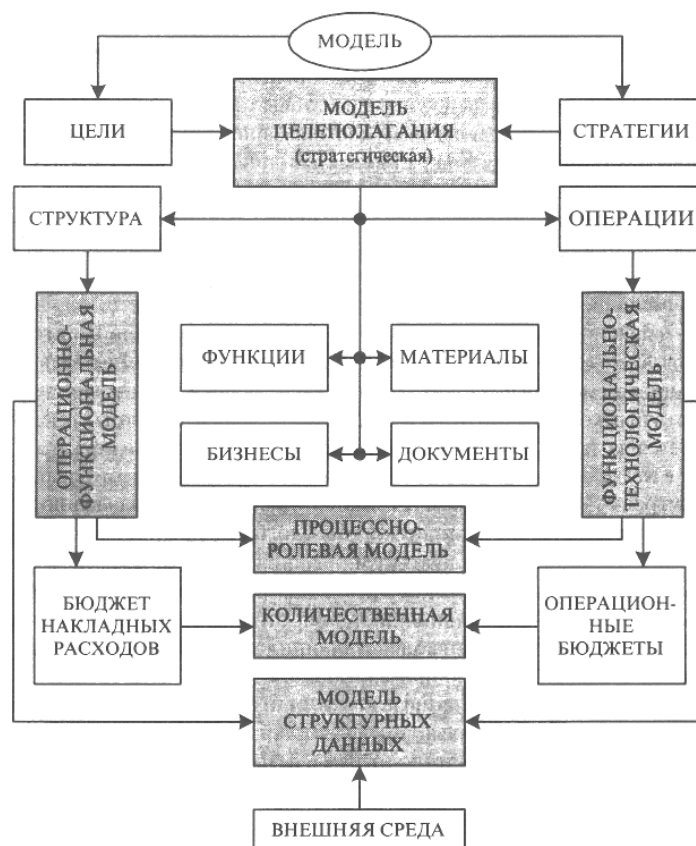 МОДЕЛЬ
ЦЕЛИ
МОДЕЛЬ
ЦЕЛЕПОЛАГАНИЯ
(стратегическая)
СТРАТЕГИИ
СТРУКТУРА
ОПЕРАЦИИ
ОПЕРАЦИОННО-
ФУНКЦИОНАЛЬНАЯ
МОДЕЛЬ
ФУНКЦИИ
МАТЕРИАЛЫ
БИЗНЕСЫ
ДОКУМЕНТЫ
ФУНКЦИОНАЛЬНО-
ТЕХНОЛОГИЧЕСКАЯ
МОДЕЛЬ
ПРОЦЕССНО-
РОЛЕВАЯ МОДЕЛЬ
БЮДЖЕТ
НАКЛАДНЫХ
РАСХОДОВ
КОЛИЧЕСТВЕННАЯ
МОДЕЛЬ
ОПЕРАЦИОН-
НЫЕ
БЮДЖЕТЫ
МОДЕЛЬ
СТРУКТУРНЫХ
ДАННЫХ
ВНЕШНЯЯ СРЕДА